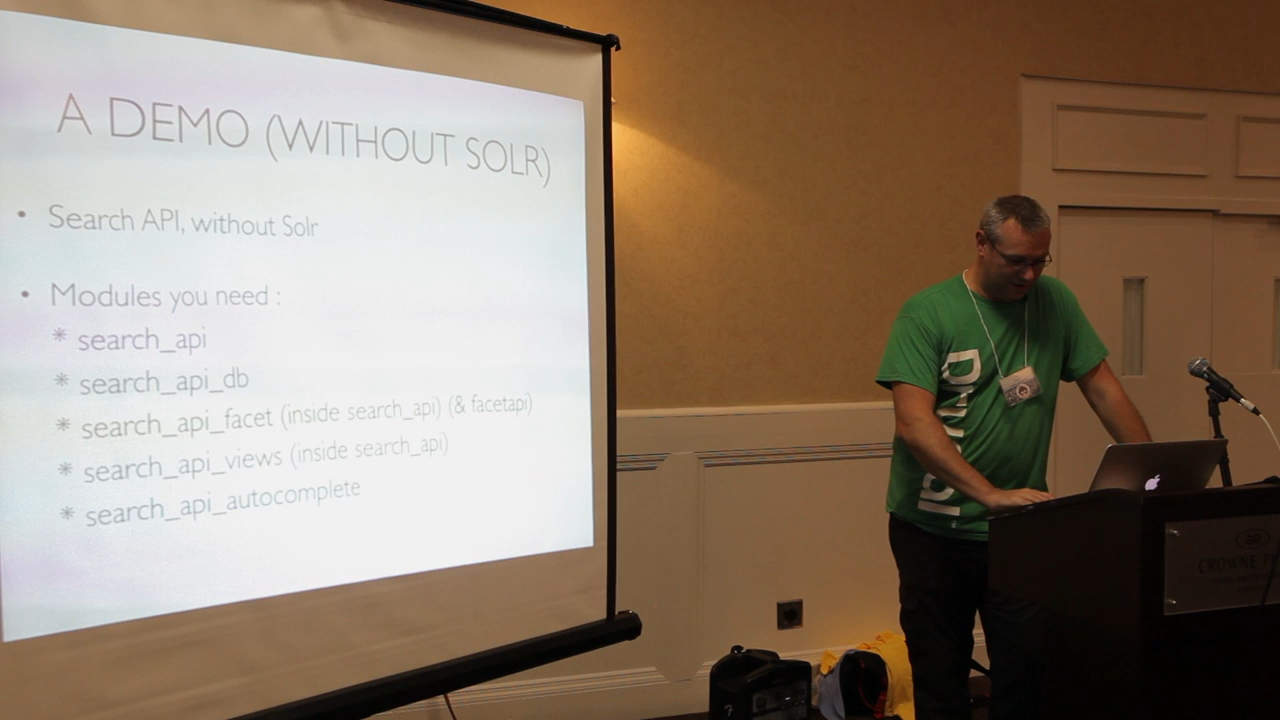 A DEMO (WITHOUT SOLR)
• Search API, without Solr
• Modules you need :
* search_api
* search_api_db
* search_api_facet (inside search_api) (& facetapi)
* search_api_views (inside search_api)
* search_api_autocomplete
CROWNE